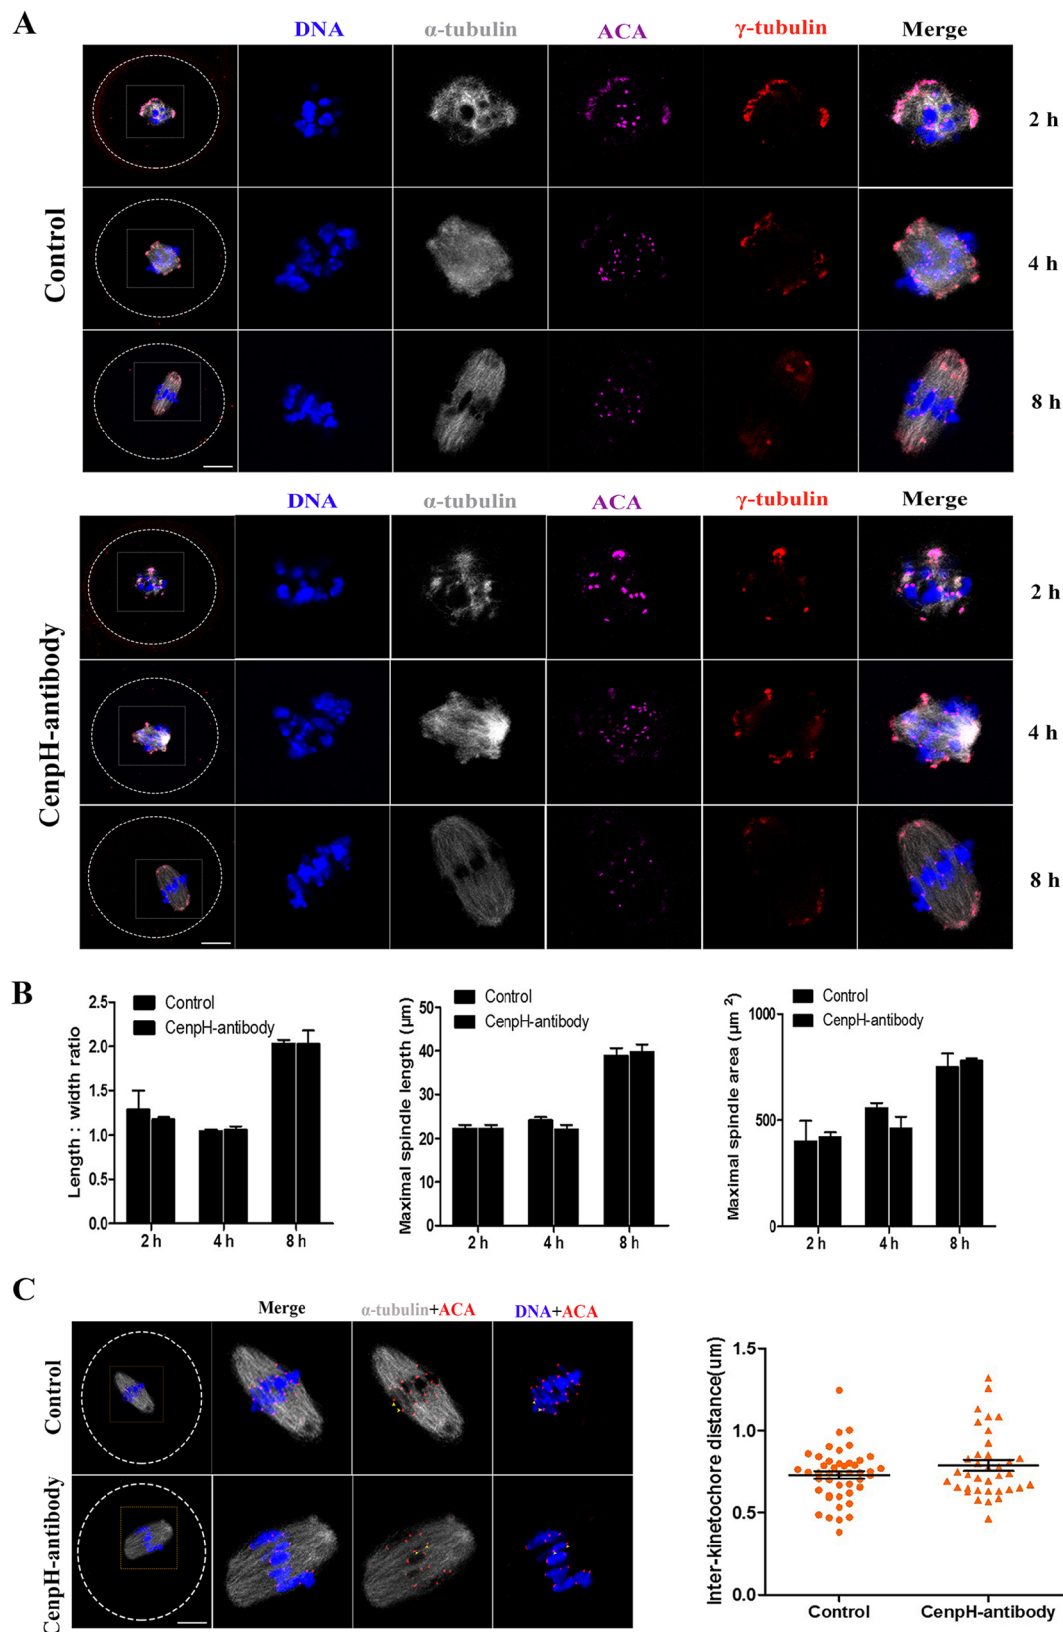 A
DNA α-tubulin ACA γ-tubulin Merge
Control
2 h
4 h
8 h
DNA α-tubulin ACA γ-tubulin Merge
CenpH-antibody
2 h
4 h
8 h
B
Length : width ratio
2.5
2.0
1.5
1.0
0.5
0.0
Control
CenpH-antibody
2 h 4 h 8 h
Maximal spindle length (μm)
50
40
30
20
10
0
Control
CenpH-antibody
2 h 4 h 8 h
Maximal spindle area (μm ²)
1000
500
0
Control
CenpH-antibody
2 h 4 h 8 h
C
Merge α-tubulin+ACA DNA+ACA
Control
CenpH-antibody
Inter-kinetochore distance(um)
1.5
1.0
0.5
0.0
Control CenpH-antibody